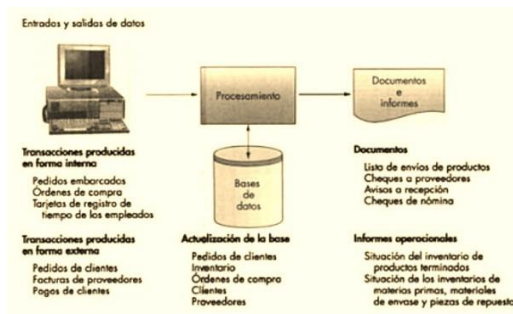 Entradas y salidas de datos
Procesamiento
Documentos
e
informes
Transacciones producidas
en forma interna
Pedidos embarcados
Órdenes de compra
Tarjetas de registro de
tiempo de los empleados
Transacciones producidas
en forma externa
Pedidos de clientes
Facturas de proveedores
Pagos de clientes
Bases
de
datos
Actualización de la base
Pedidos de clientes
Inventario
Órdenes de compra
Clientes
Proveedores
Documentos
Lista de envíos de productos
Cheques a proveedores
Avisos a recepción
Cheques de nómina
Informes operacionales
Situación del inventario de
productos terminados
Situación de los inventarios de
materias primas, materiales
de envase y piezas de repuesto